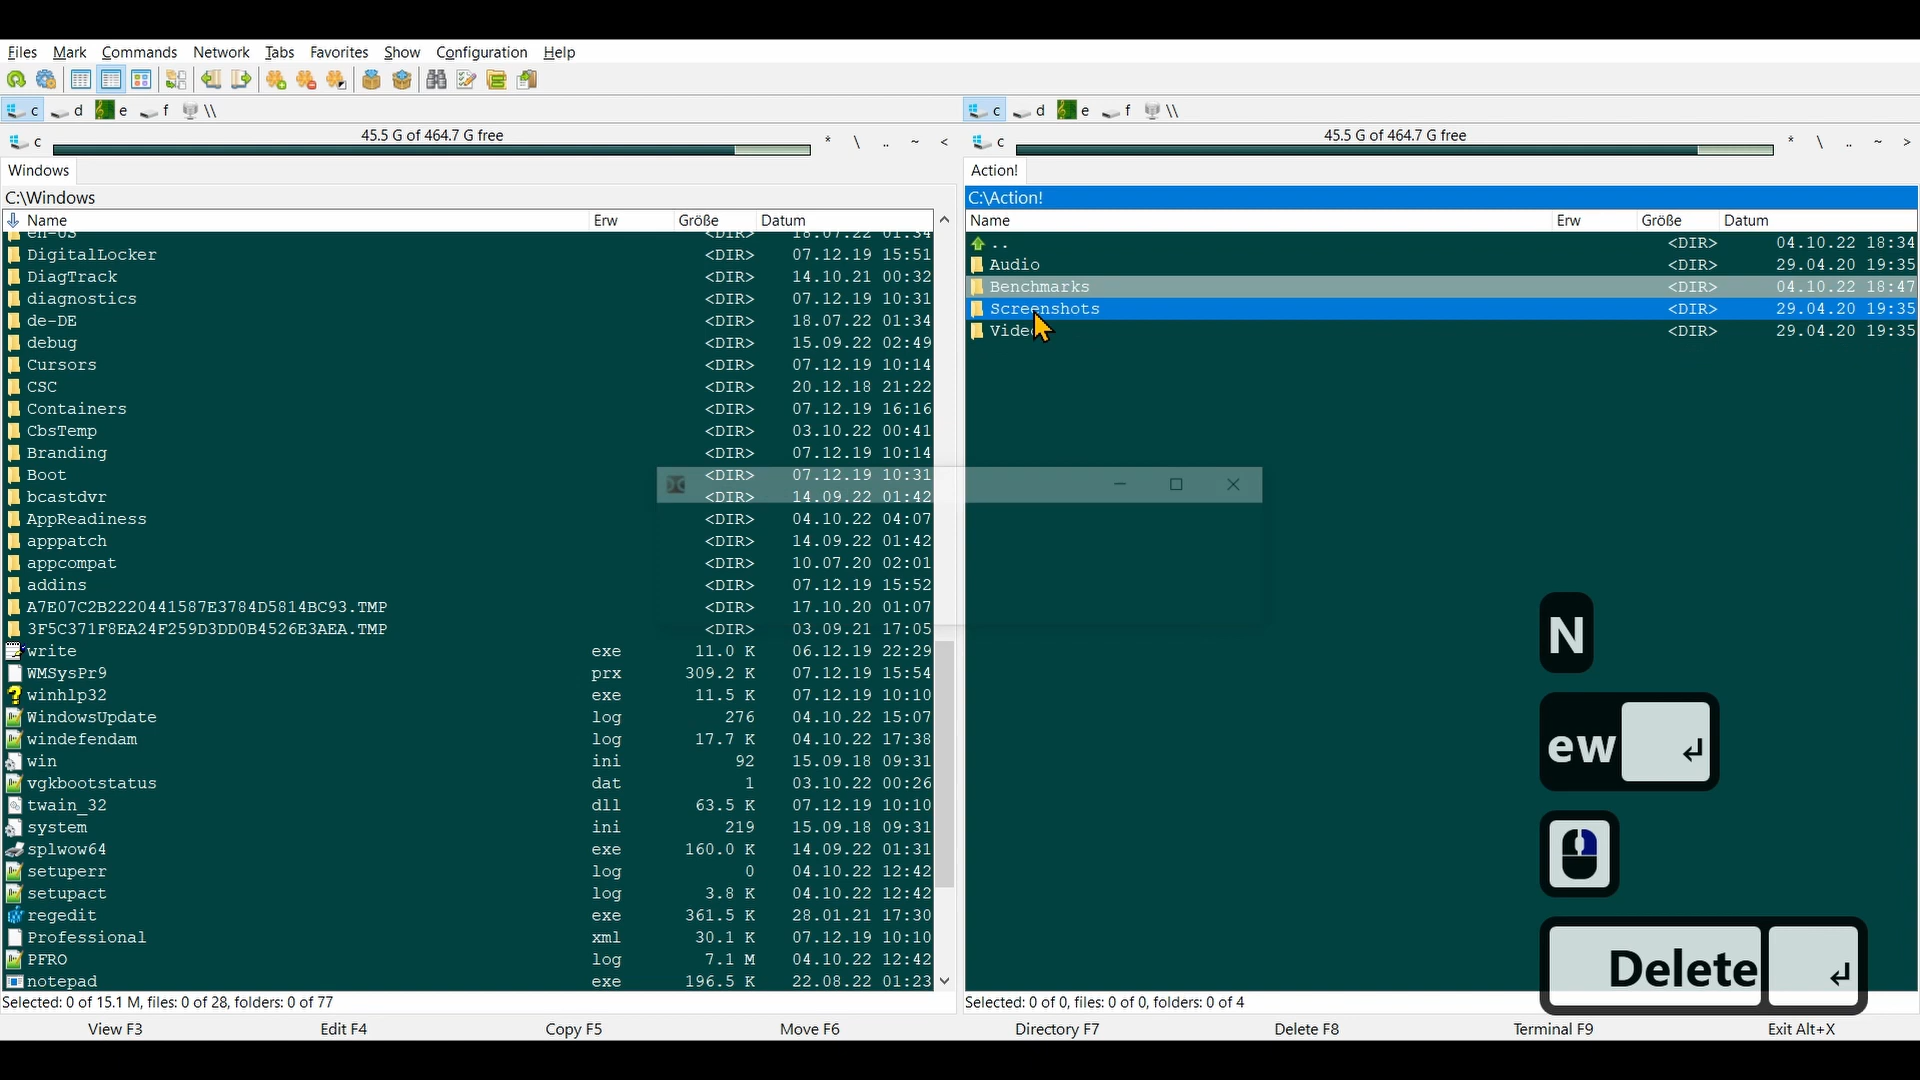 Files Mark Commands Network Tabs Favorites Show Configuration Help
c d e f \\ c d e f \\
c 45.5 G of 464.7 G free * \ .. ~ < c 45.5 G of 464.7 G free * \ .. ~ >
Windows Action!
C:\Windows
Name Erw Größe Datum
en-US <DIR> 18.07.22 01:34
DigitalLocker <DIR> 07.12.19 15:51
DiagTrack <DIR> 14.10.21 00:32
diagnostics <DIR> 07.12.19 10:31
de-DE <DIR> 18.07.22 01:34
debug <DIR> 15.09.22 02:49
Cursors <DIR> 07.12.19 10:14
CSC <DIR> 20.12.18 21:22
Containers <DIR> 07.12.19 16:16
CbsTemp <DIR> 03.10.22 00:41
Branding <DIR> 07.12.19 10:14
Boot <DIR> 07.12.19 10:31
bcastdvr <DIR> 14.09.22 01:42
AppReadiness <DIR> 04.10.22 04:07
apppatch <DIR> 14.09.22 01:42
appcompat <DIR> 10.07.20 02:01
addins <DIR> 07.12.19 15:52
A7E07C2B2220441587E3784D5814BC93.TMP <DIR> 17.10.20 01:07
3F5C371F8EA24F259D3DD0B4526E3AEA.TMP <DIR> 03.09.21 17:05
write exe 11.0 K 06.12.19 22:29
WMSysPr9 prx 309.2 K 07.12.19 15:54
winhlp32 exe 11.5 K 07.12.19 10:10
WindowsUpdate log 276 04.10.22 15:07
windefendam log 17.7 K 04.10.22 17:38
win ini 92 15.09.18 09:31
vgkbootstatus dat 1 03.10.22 00:26
twain_32 dll 63.5 K 07.12.19 10:10
system ini 219 15.09.18 09:31
splwow64 exe 160.0 K 14.09.22 01:31
setuperr log 0 04.10.22 12:42
setupact log 3.8 K 04.10.22 12:42
regedit exe 361.5 K 28.01.21 17:30
Professional xml 30.1 K 07.12.19 10:10
PFRO log 7.1 M 04.10.22 12:42
notepad exe 196.5 K 22.08.22 01:23
Selected: 0 of 15.1 M, files: 0 of 28, folders: 0 of 77
C:\Action!
Name Erw Größe Datum
.. <DIR> 04.10.22 18:34
Audio <DIR> 29.04.20 19:35
Benchmarks <DIR> 04.10.22 18:47
Screenshots <DIR> 29.04.20 19:35
Video <DIR> 29.04.20 19:35
N
ew ↵
Delete ↵
Selected: 0 of 0, files: 0 of 0, folders: 0 of 4
View F3 Edit F4 Copy F5 Move F6 Directory F7 Delete F8 Terminal F9 Exit Alt+X